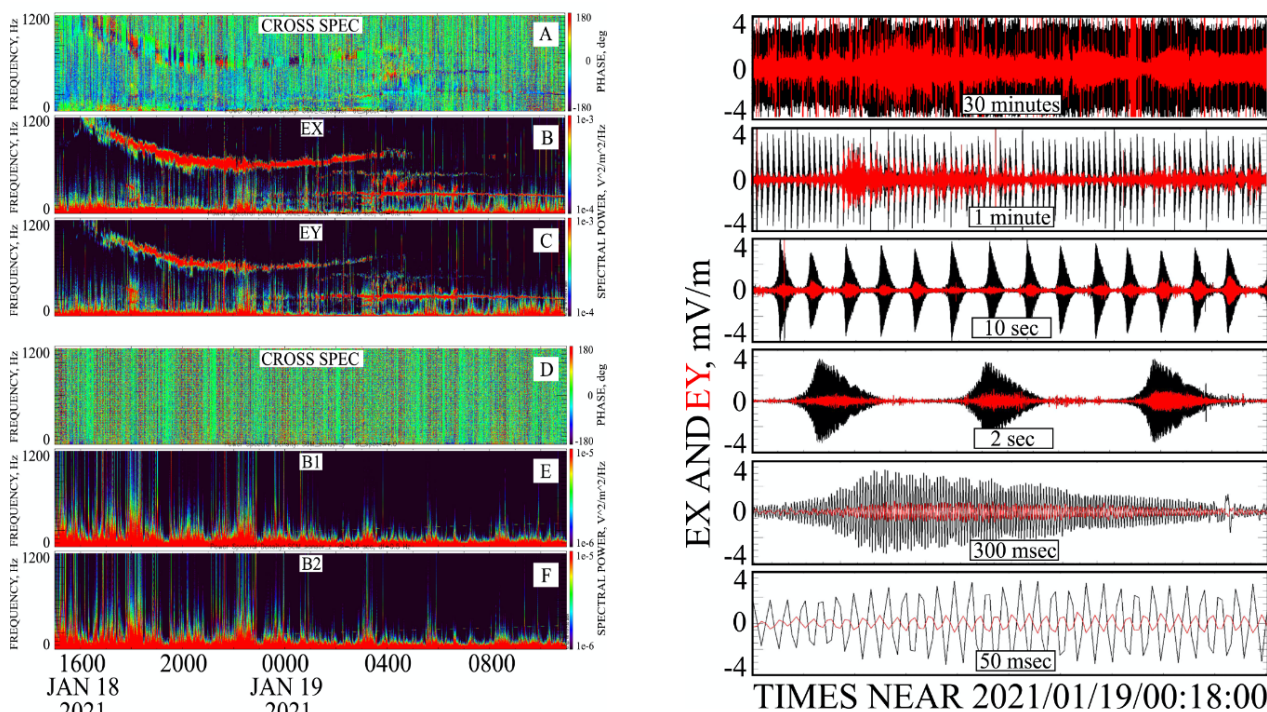 CROSS SPEC
A
FREQUENCY, Hz
0
180
0
-180
PHASE, deg
1200
EX
B
FREQUENCY, Hz
0
1e-3
1e-4
SPECTRAL POWER, V^2/m^2/Hz
1200
EY
C
FREQUENCY, Hz
0
1e-3
1e-4
1200
CROSS SPEC
D
FREQUENCY, Hz
0
180
0
-180
PHASE, deg
1200
B1
E
FREQUENCY, Hz
0
1e-5
1e-6
SPECTRAL POWER, V^2/m^2/Hz
1200
B2
F
FREQUENCY, Hz
0
1e-5
1e-6
1600 2000 0000 0400 0800
JAN 18 JAN 19
2021 2021
EX AND EY, mV/m
4
0
-4
30 minutes
4
0
-4
1 minute
4
0
-4
10 sec
4
0
-4
2 sec
4
0
-4
300 msec
4
0
-4
50 msec
TIMES NEAR 2021/01/19/00:18:00